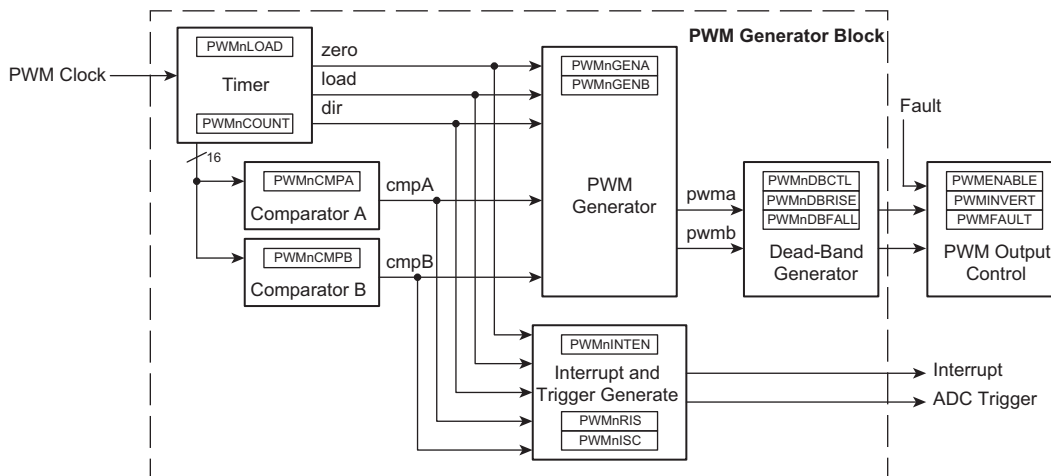 PWM Generator Block
PWM Clock
PWMnLOAD
Timer
PWMnCOUNT
zero
load
dir
16
PWMnCMPA
Comparator A
cmpA
PWMnCMPB
Comparator B
cmpB
PWMnGENA
PWMnGENB
PWM
Generator
pwma
pwmb
PWMnDBCTL
PWMnDBRISE
PWMnDBFALL
Dead-Band
Generator
Fault
PWMENABLE
PWMINVERT
PWMFAULT
PWM Output
Control
PWMnINTEN
Interrupt and
Trigger Generate
PWMnRIS
PWMnISC
Interrupt
ADC Trigger